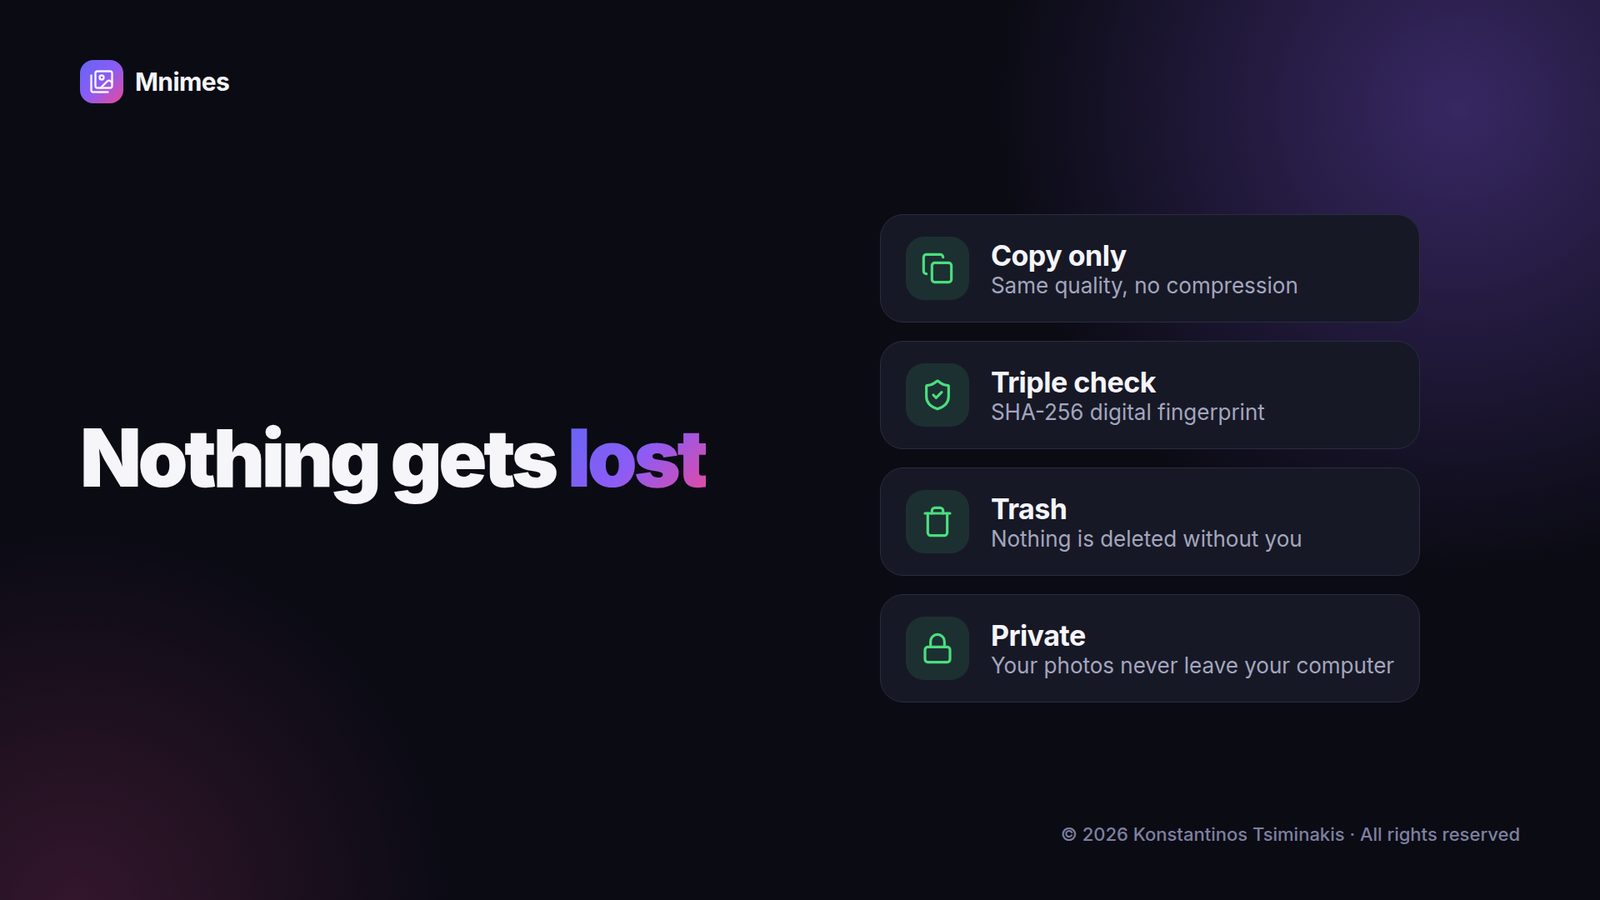 Mnimes
Nothing gets lost
Copy only
Same quality, no compression
Triple check
SHA-256 digital fingerprint
Trash
Nothing is deleted without you
Private
Your photos never leave your computer
© 2026 Konstantinos Tsiminakis · All rights reserved